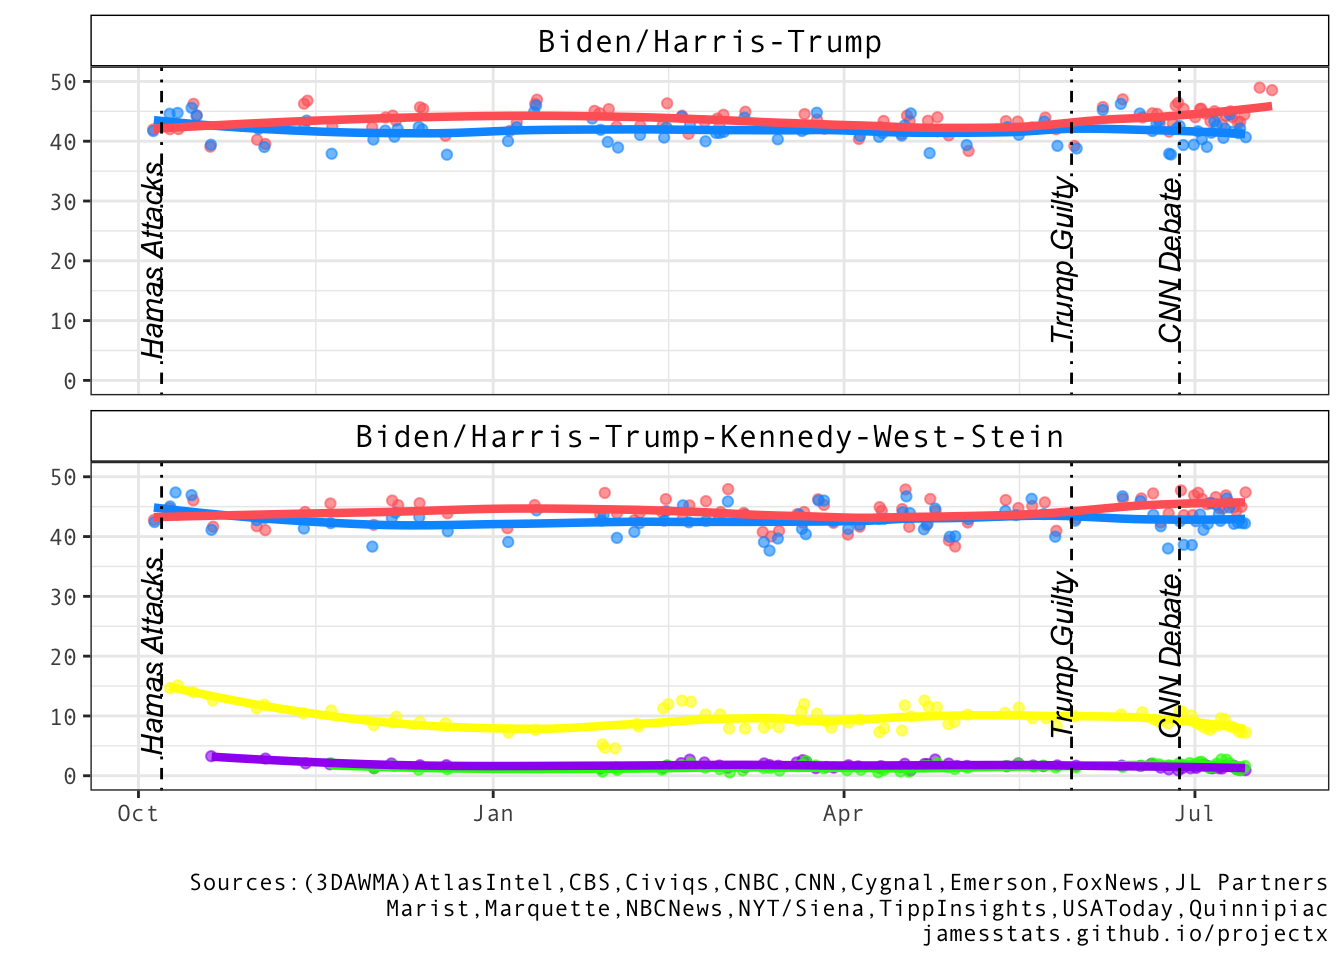 Biden/Harris-Trump
50
40
30
20
10
0
Hamas Attacks
Trump Guilty
CNN Debate
Biden/Harris-Trump-Kennedy-West-Stein
50
40
30
20
10
0
Hamas Attacks
Trump Guilty
CNN Debate
Oct Jan Apr Jul
Sources:(3DAWMA)AtlasIntel,CBS,Civiqs,CNBC,CNN,Cygnal,Emerson,FoxNews,JL Partners
Marist,Marquette,NBCNews,NYT/Siena,TippInsights,USAToday,Quinnipiac
jamesstats.github.io/projectx